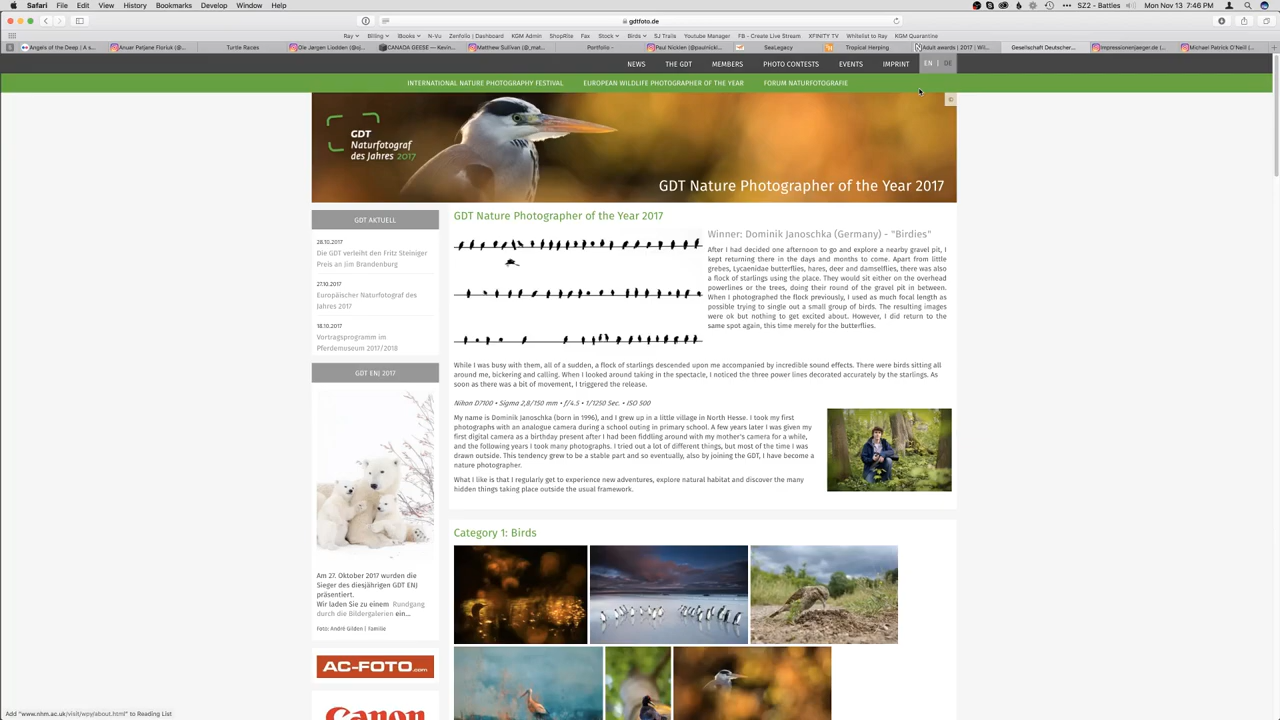 Safari File Edit View History Bookmarks Develop Window Help
SZ2 - Battles Mon Nov 13 7:46 PM
gdtfoto.de
Ray Billing iBooks N-Vu Zenfolio | Dashboard KGM Admin ShopRite Fax Stock Birds SJ Trails Youtube Manager FB - Create Live Stream XFINITY TV Whitelist to Ray KGM Quarantine
Angels of the Deep | A s... Anuar Patjane Floriuk (@... Turtle Races Ole Jørgen Liodden (@oj... CANADA GEESE — Kevin... Matthew Sullivan (@_mat... Portfolio - Paul Nicklen (@paulnickl... SeaLegacy Tropical Herping Adult awards | 2017 | Wil... Gesellschaft Deutscher... impressionenjaeger.de (... Michael Patrick O'Neil (...
NEWS THE GDT MEMBERS PHOTO CONTESTS EVENTS IMPRINT EN | DE
INTERNATIONAL NATURE PHOTOGRAPHY FESTIVAL EUROPEAN WILDLIFE PHOTOGRAPHER OF THE YEAR FORUM NATURFOTOGRAFIE
©
GDT
Naturfotograf
des Jahres 2017
GDT Nature Photographer of the Year 2017
GDT AKTUELL
28.10.2017
Die GDT verleiht den Fritz Steiniger
Preis an Jim Brandenburg
27.10.2017
Europäischer Naturfotograf des
Jahres 2017
18.10.2017
Vortragsprogramm im
Pferdemuseum 2017/2018
GDT ENJ 2017
Am 27. Oktober 2017 wurden die
Sieger des diesjährigen GDT ENJ
präsentiert.
Wir laden Sie zu einem Rundgang
durch die Bildergalerien ein...
Foto: André Gilden | Familie
AC-FOTO.com
Canon
GDT Nature Photographer of the Year 2017
Winner: Dominik Janoschka (Germany) - "Birdies"
After I had decided one afternoon to go and explore a nearby gravel pit, I
kept returning there in the days and months to come. Apart from little
grebes, Lycaenidae butterflies, hares, deer and damselflies, there was also
a flock of starlings using the place. They would sit either on the overhead
powerlines or the trees, doing their round of the gravel pit in between.
When I photographed the flock previously, I used as much focal length as
possible trying to single out a small group of birds. The resulting images
were ok but nothing to get excited about. However, I did return to the
same spot again, this time merely for the butterflies.
While I was busy with them, all of a sudden, a flock of starlings descended upon me accompanied by incredible sound effects. There were birds sitting all
around me, bickering and calling. When I looked around taking in the spectacle, I noticed the three power lines decorated accurately by the starlings. As
soon as there was a bit of movement, I triggered the release.
Nikon D7100 • Sigma 2,8/150 mm • f/4.5 • 1/1250 Sec. • ISO 500
My name is Dominik Janoschka (born in 1996), and I grew up in a little village in North Hesse. I took my first
photographs with an analogue camera during a school outing in primary school. A few years later I was given my
first digital camera as a birthday present after I had been fiddling around with my mother's camera for a while,
and the following years I took many photographs. I tried out a lot of different things, but most of the time I was
drawn outside. This tendency grew to be a stable part and so eventually, also by joining the GDT, I have become a
nature photographer.
What I like is that I regularly get to experience new adventures, explore natural habitat and discover the many
hidden things taking place outside the usual framework.
Category 1: Birds
Add "www.nhm.ac.uk/visit/wpy/about.html" to Reading List